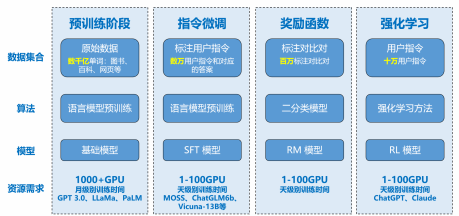 预训练阶段 指令微调 奖励函数 强化学习
数据集合
原始数据
数千亿单词：图书、
百科、网页等
标注用户指令
数万用户指令和对应
的答案
标注对比对
百万标注对比对
用户指令
十万用户指令
算法 语言模型预训练 语言模型预训练 二分类模型 强化学习方法
模型 基础模型 SFT 模型 RM 模型 RL 模型
资源需求
1000+GPU
月级别训练时间
GPT 3.0、LLaMa、PaLM
1-100GPU
天级别训练时间
MOSS、ChatGLM6b、
Vicuna-13B等
1-100GPU
天级别训练时间
1-100GPU
天级别训练时间
ChatGPT、Claude